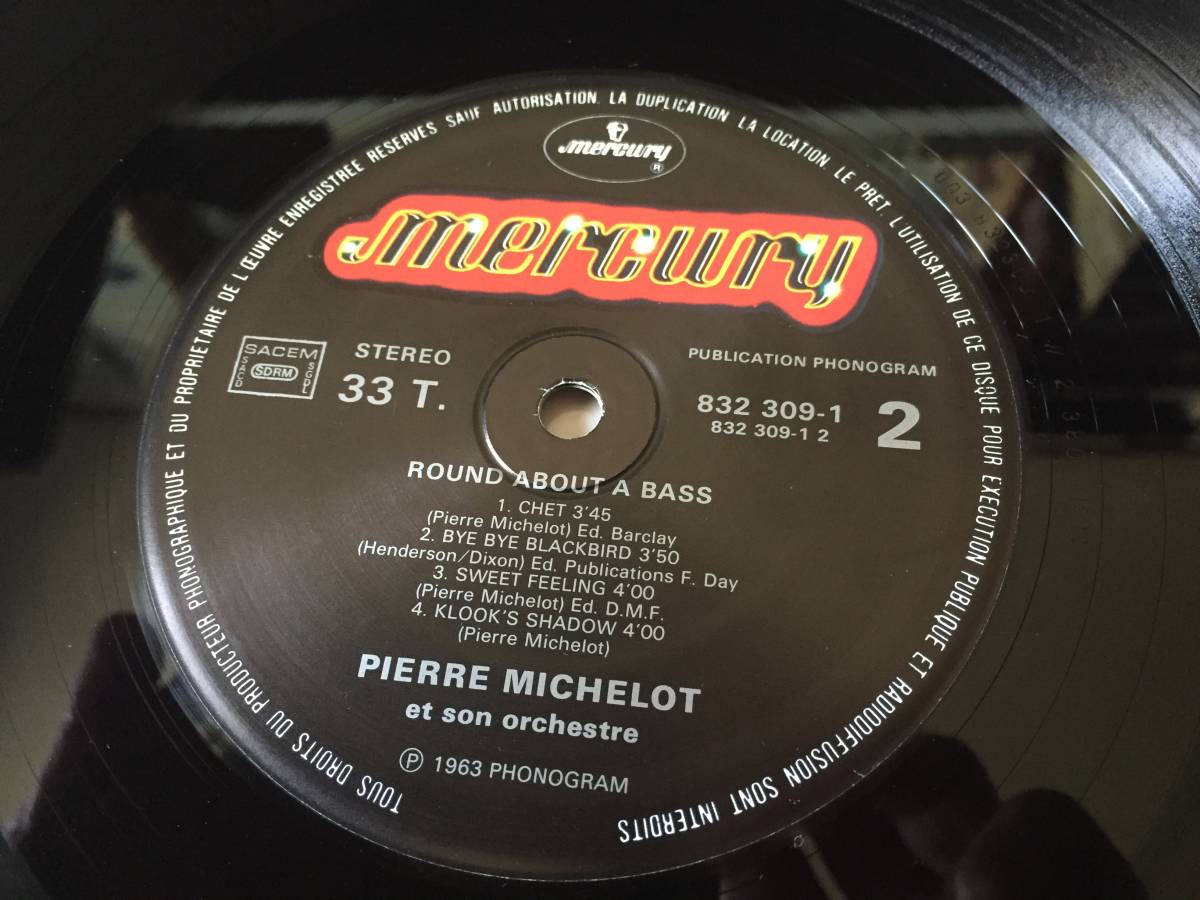 TOUS DROITS DU PRODUCTEUR PHONOGRAPHIQUE ET DU PROPRIETAIRE DE L'ŒUVRE ENREGISTREE RESERVES SAUF AUTORISATION. LA DUPLICATION LA LOCATION LE PRET, L'UTILISATION DE CE DISQUE POUR EXECUTION PUBLIQUE ET RADIODIFFUSION SONT INTERDITS
mercury
®
mercury
SACEM
SACD SDRM SGDL
STEREO
33 T.
PUBLICATION PHONOGRAM
832 309-1 2
832 309-1 2
ROUND ABOUT A BASS
1. CHET 3'45
(Pierre Michelot) Ed. Barclay
2. BYE BYE BLACKBIRD 3'50
(Henderson/Dixon) Ed. Publications F. Day
3. SWEET FEELING 4'00
(Pierre Michelot) Ed. D.M.F.
4. KLOOK'S SHADOW 4'00
(Pierre Michelot)
PIERRE MICHELOT
et son orchestre
℗ 1963 PHONOGRAM